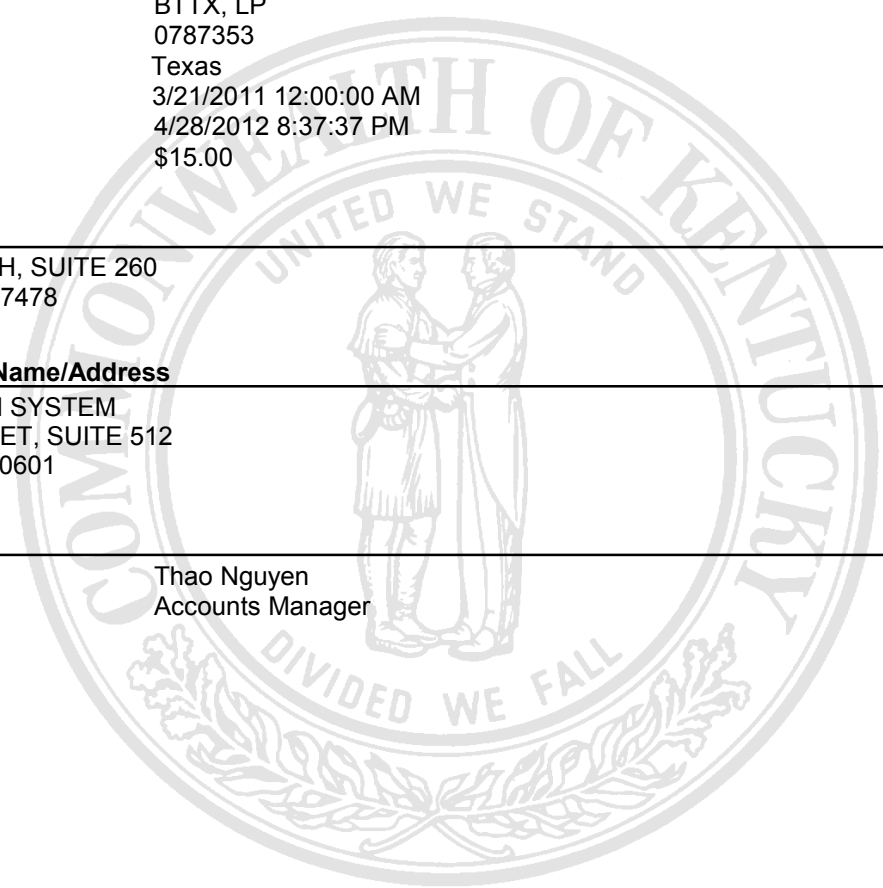 BTTX, LP
0787353
Texas
3/21/2011 12:00:00 AM
4/28/2012 8:37:37 PM
$15.00
H, SUITE 260
7478
Name/Address
SYSTEM
ET, SUITE 512
0601
Thao Nguyen
Accounts Manager
COMMONWEALTH OF KENTUCKY
UNITED WE STAND
DIVIDED WE FALL